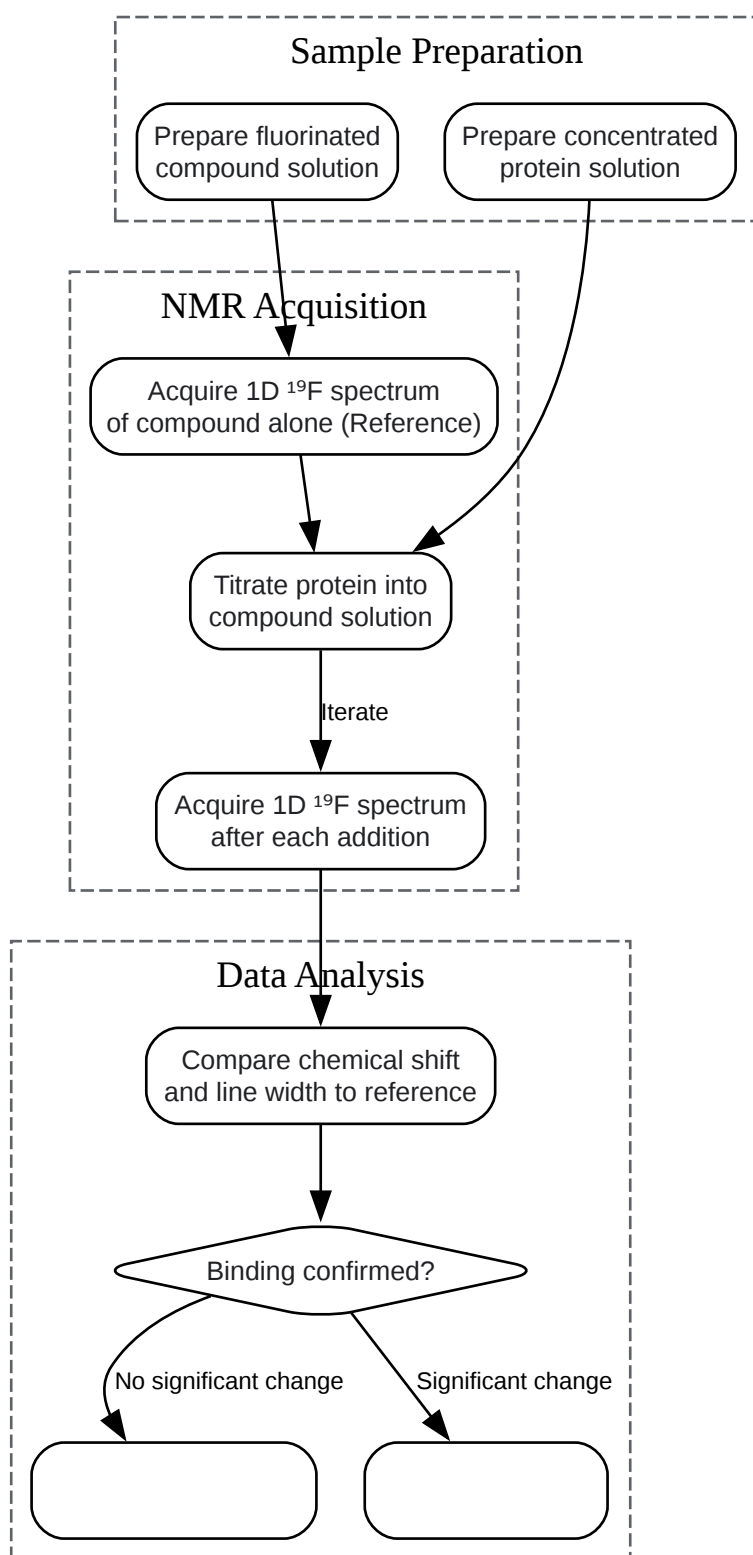 Sample Preparation
Prepare fluorinated
compound solution
Prepare concentrated
protein solution
NMR Acquisition
Acquire 1D ¹⁹F spectrum
of compound alone (Reference)
Titrate protein into
compound solution
Iterate
Acquire 1D ¹⁹F spectrum
after each addition
Data Analysis
Compare chemical shift
and line width to reference
Binding confirmed?
No significant change
Significant change